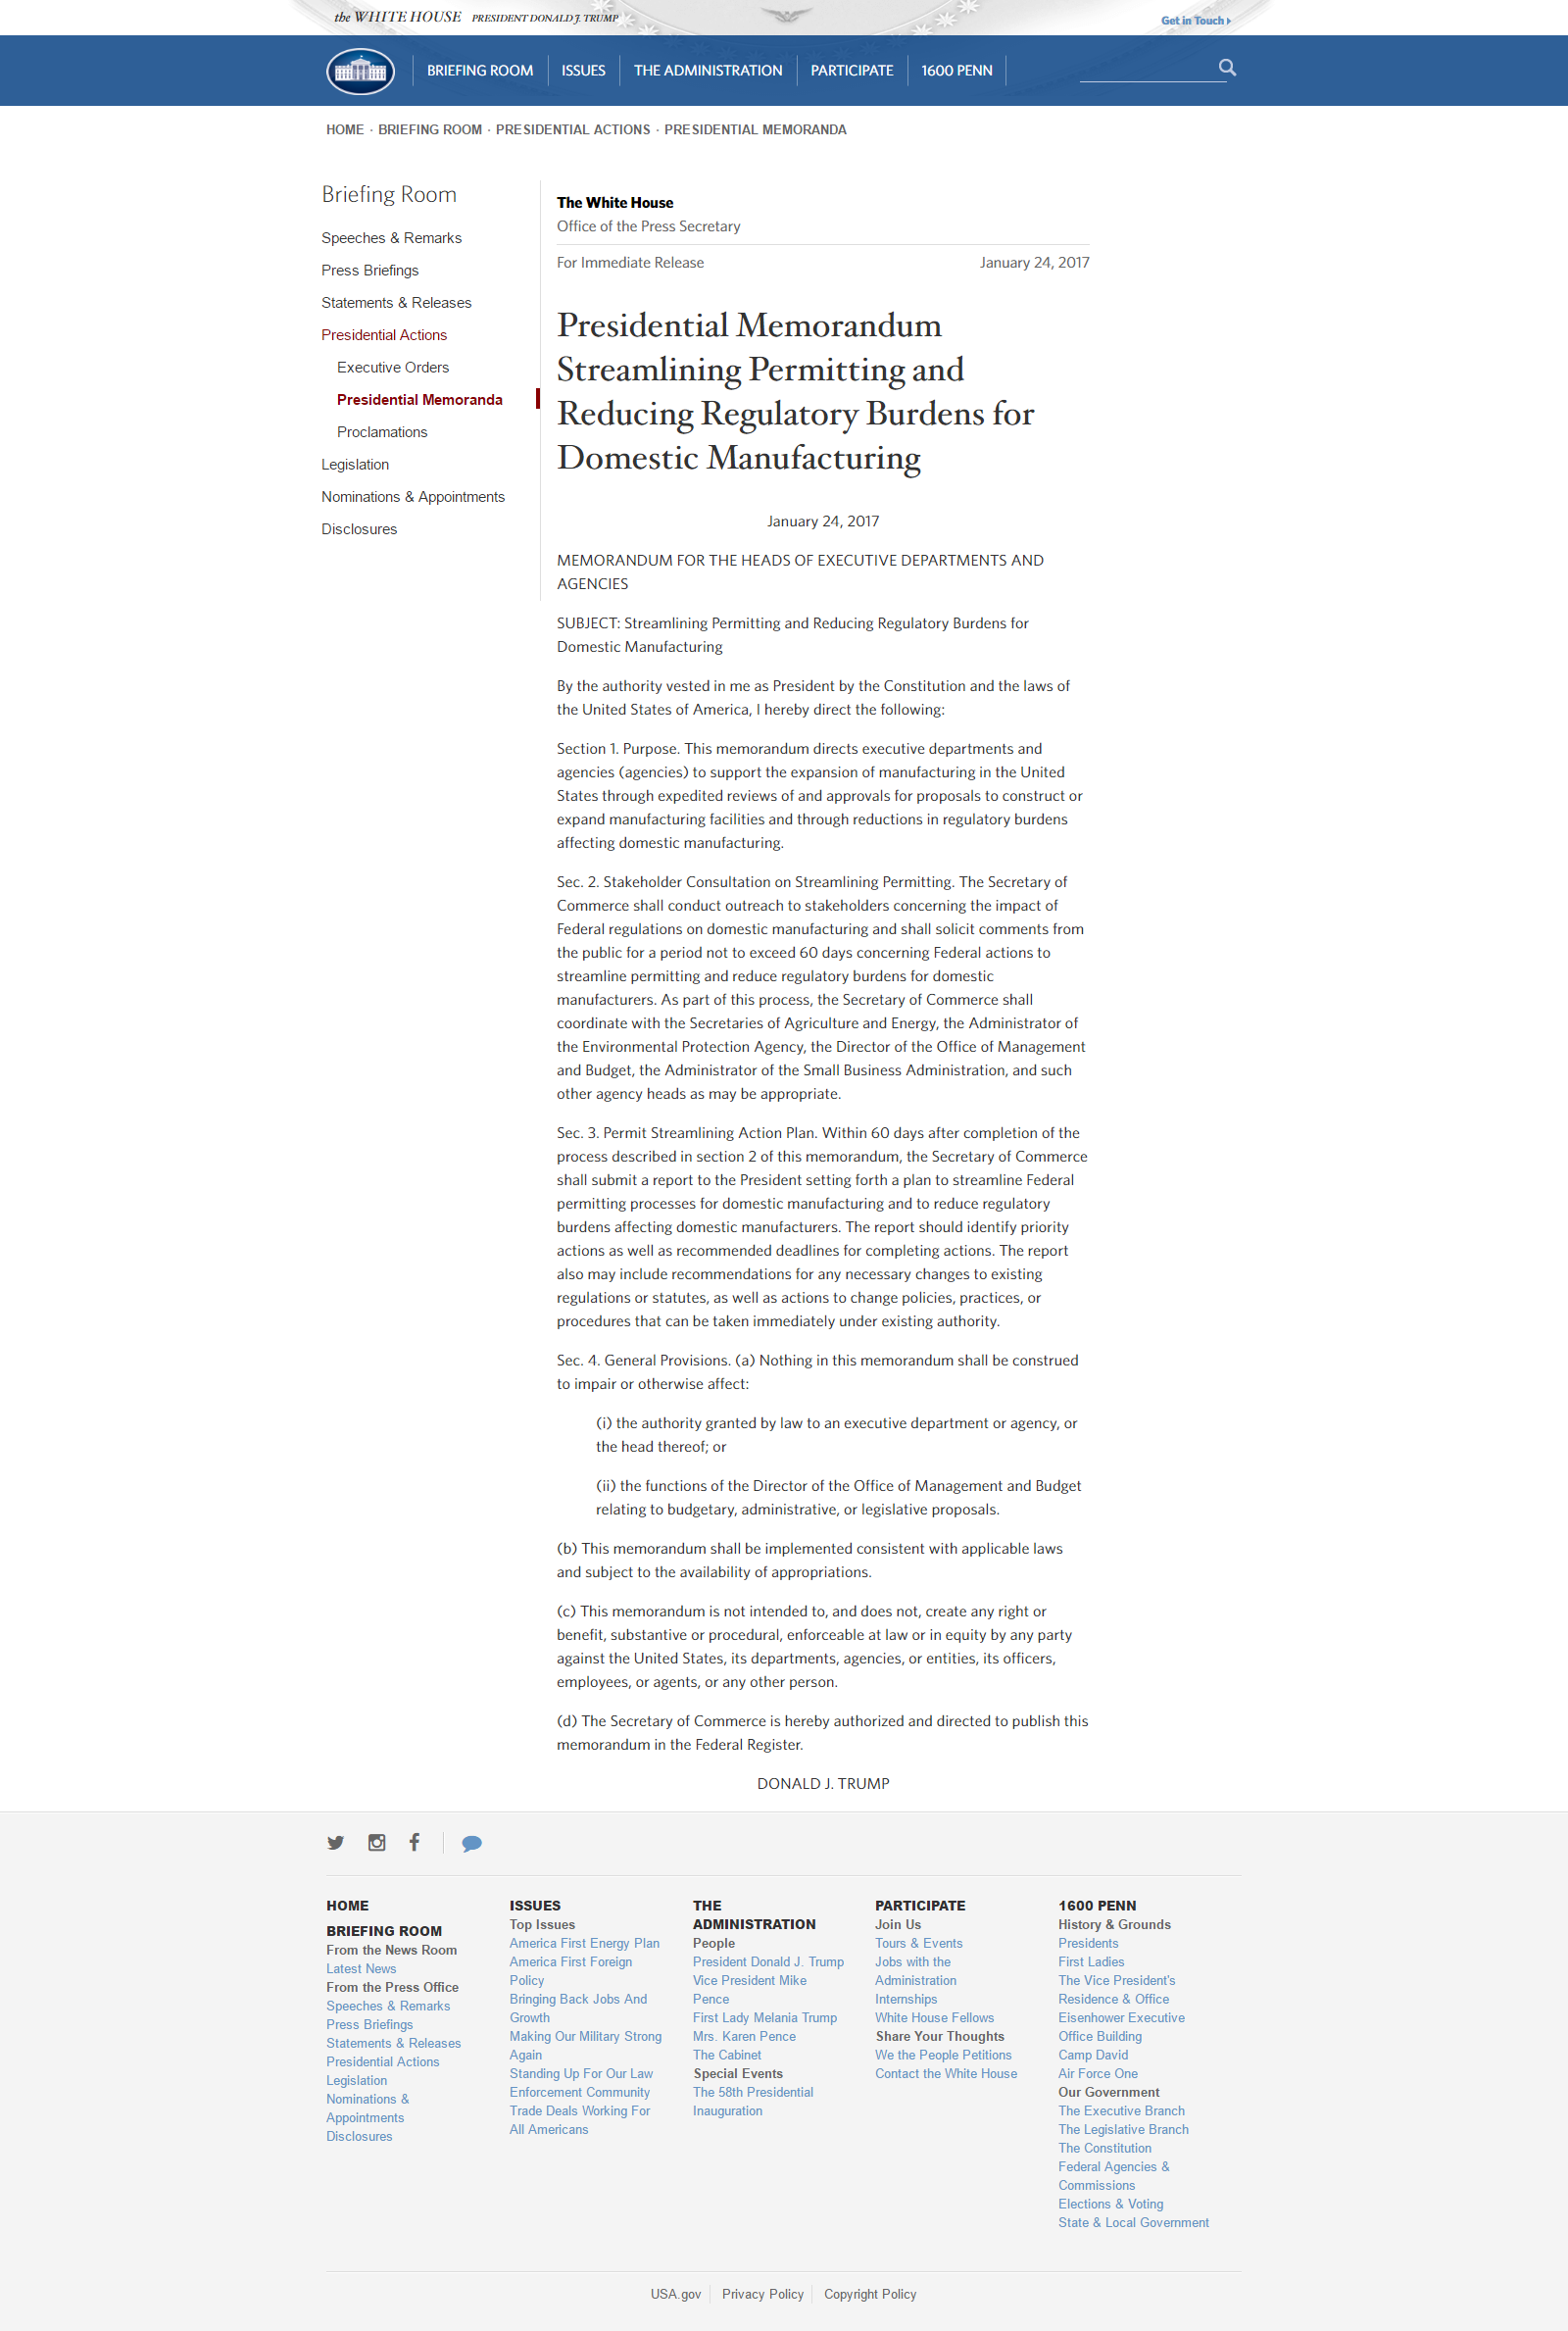 the WHITE HOUSE PRESIDENT DONALD J. TRUMP
Get in Touch
BRIEFING ROOM ISSUES THE ADMINISTRATION PARTICIPATE 1600 PENN
HOME · BRIEFING ROOM · PRESIDENTIAL ACTIONS · PRESIDENTIAL MEMORANDA
Briefing Room
Speeches & Remarks
Press Briefings
Statements & Releases
Presidential Actions
Executive Orders
Presidential Memoranda
Proclamations
Legislation
Nominations & Appointments
Disclosures
The White House
Office of the Press Secretary
For Immediate Release January 24, 2017
Presidential Memorandum
Streamlining Permitting and
Reducing Regulatory Burdens for
Domestic Manufacturing
January 24, 2017
MEMORANDUM FOR THE HEADS OF EXECUTIVE DEPARTMENTS AND
AGENCIES
SUBJECT: Streamlining Permitting and Reducing Regulatory Burdens for
Domestic Manufacturing
By the authority vested in me as President by the Constitution and the laws of
the United States of America, I hereby direct the following:
Section 1. Purpose. This memorandum directs executive departments and
agencies (agencies) to support the expansion of manufacturing in the United
States through expedited reviews of and approvals for proposals to construct or
expand manufacturing facilities and through reductions in regulatory burdens
affecting domestic manufacturing.
Sec. 2. Stakeholder Consultation on Streamlining Permitting. The Secretary of
Commerce shall conduct outreach to stakeholders concerning the impact of
Federal regulations on domestic manufacturing and shall solicit comments from
the public for a period not to exceed 60 days concerning Federal actions to
streamline permitting and reduce regulatory burdens for domestic
manufacturers. As part of this process, the Secretary of Commerce shall
coordinate with the Secretaries of Agriculture and Energy, the Administrator of
the Environmental Protection Agency, the Director of the Office of Management
and Budget, the Administrator of the Small Business Administration, and such
other agency heads as may be appropriate.
Sec. 3. Permit Streamlining Action Plan. Within 60 days after completion of the
process described in section 2 of this memorandum, the Secretary of Commerce
shall submit a report to the President setting forth a plan to streamline Federal
permitting processes for domestic manufacturing and to reduce regulatory
burdens affecting domestic manufacturers. The report should identify priority
actions as well as recommended deadlines for completing actions. The report
also may include recommendations for any necessary changes to existing
regulations or statutes, as well as actions to change policies, practices, or
procedures that can be taken immediately under existing authority.
Sec. 4. General Provisions. (a) Nothing in this memorandum shall be construed
to impair or otherwise affect:
(i) the authority granted by law to an executive department or agency, or
the head thereof; or
(ii) the functions of the Director of the Office of Management and Budget
relating to budgetary, administrative, or legislative proposals.
(b) This memorandum shall be implemented consistent with applicable laws
and subject to the availability of appropriations.
(c) This memorandum is not intended to, and does not, create any right or
benefit, substantive or procedural, enforceable at law or in equity by any party
against the United States, its departments, agencies, or entities, its officers,
employees, or agents, or any other person.
(d) The Secretary of Commerce is hereby authorized and directed to publish this
memorandum in the Federal Register.
DONALD J. TRUMP
HOME
BRIEFING ROOM
From the News Room
Latest News
From the Press Office
Speeches & Remarks
Press Briefings
Statements & Releases
Presidential Actions
Legislation
Nominations &
Appointments
Disclosures
ISSUES
Top Issues
America First Energy Plan
America First Foreign
Policy
Bringing Back Jobs And
Growth
Making Our Military Strong
Again
Standing Up For Our Law
Enforcement Community
Trade Deals Working For
All Americans
THE
ADMINISTRATION
People
President Donald J. Trump
Vice President Mike
Pence
First Lady Melania Trump
Mrs. Karen Pence
The Cabinet
Special Events
The 58th Presidential
Inauguration
PARTICIPATE
Join Us
Tours & Events
Jobs with the
Administration
Internships
White House Fellows
Share Your Thoughts
We the People Petitions
Contact the White House
1600 PENN
History & Grounds
Presidents
First Ladies
The Vice President's
Residence & Office
Eisenhower Executive
Office Building
Camp David
Air Force One
Our Government
The Executive Branch
The Legislative Branch
The Constitution
Federal Agencies &
Commissions
Elections & Voting
State & Local Government
USA.gov Privacy Policy Copyright Policy